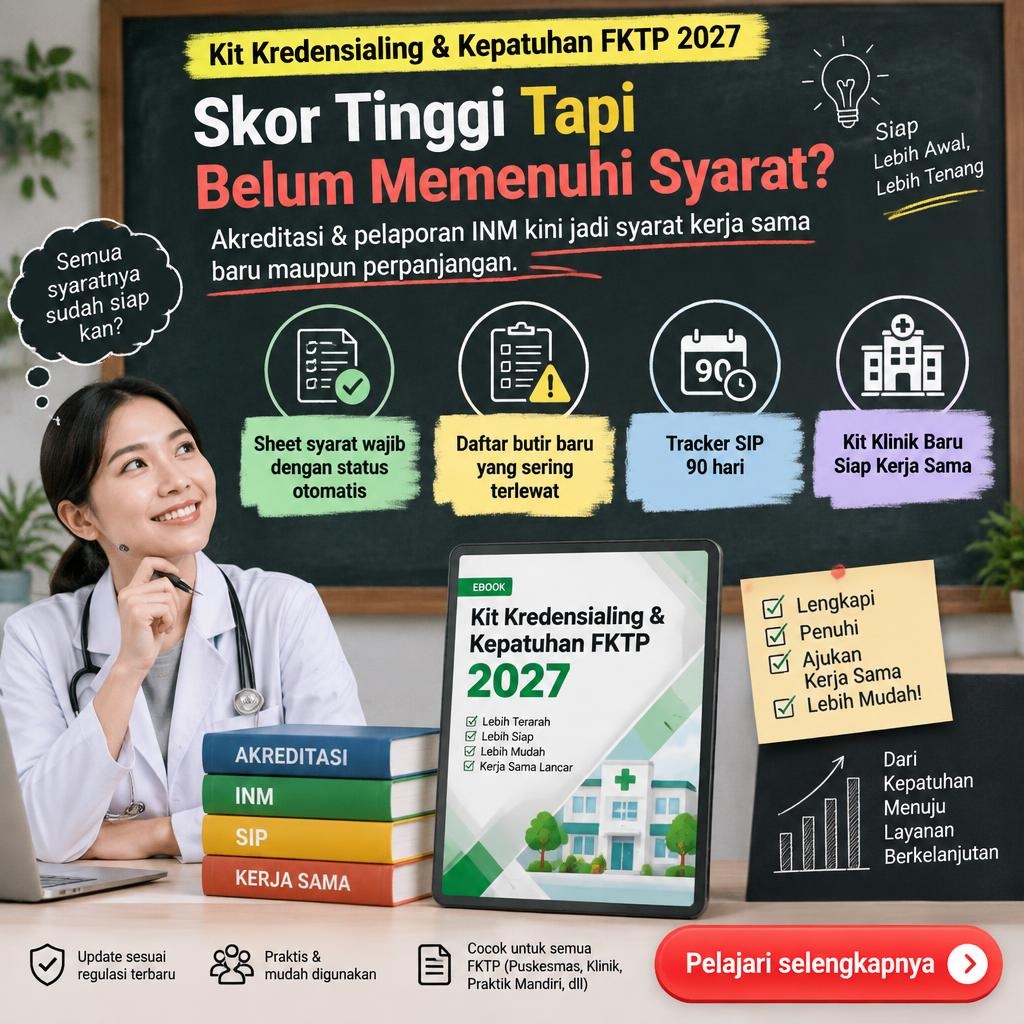 Kit Kredensialing & Kepatuhan FKTP 2027
Skor Tinggi Tapi
Belum Memenuhi Syarat?
Akreditasi & pelaporan INM kini jadi syarat kerja sama
baru maupun perpanjangan.
Siap
Lebih Awal,
Lebih Tenang
Semua
syaratnya
sudah siap
kan?
Sheet syarat wajib
dengan status
otomatis
Daftar butir baru
yang sering
terlewat
90
Tracker SIP
90 hari
Kit Klinik Baru
Siap Kerja Sama
EBOOK
Kit Kredensialing &
Kepatuhan FKTP
2027
Lebih Terarah
Lebih Siap
Lebih Mudah
Kerja Sama Lancar
AKREDITASI
INM
SIP
KERJA SAMA
Lengkapi
Penuhi
Ajukan
Kerja Sama
Lebih Mudah!
Dari
Kepatuhan
Menuju
Layanan
Berkelanjutan
Update sesuai
regulasi terbaru
Praktis &
mudah digunakan
Cocok untuk semua
FKTP (Puskesmas, Klinik,
Praktik Mandiri, dll)
Pelajari selengkapnya